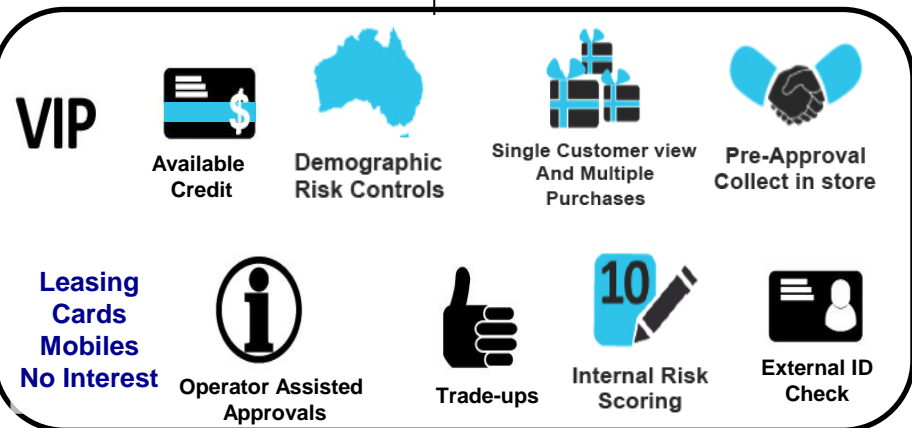 VIP
$
Available
Credit
Demographic
Risk Controls
Single Customer view
And Multiple
Purchases
Pre-Approval
Collect in store
Leasing
Cards
Mobiles
No Interest
i
Operator Assisted
Approvals
Trade-ups
10
Internal Risk
Scoring
External ID
Check